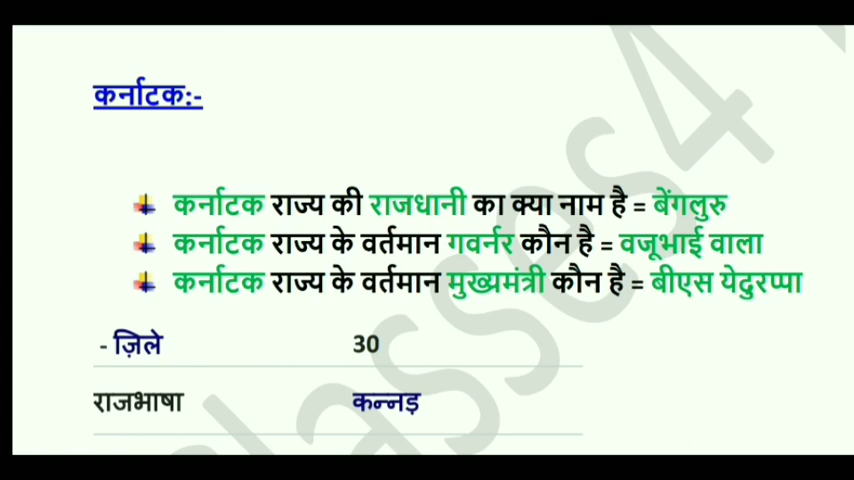 कर्नाटक:-
कर्नाटक राज्य की राजधानी का क्या नाम है = बेंगलुरु
कर्नाटक राज्य के वर्तमान गवर्नर कौन है = वजूभाई वाला
कर्नाटक राज्य के वर्तमान मुख्यमंत्री कौन है = बीएस येदुरप्पा
- ज़िले 30
राजभाषा कन्नड़
lasses4